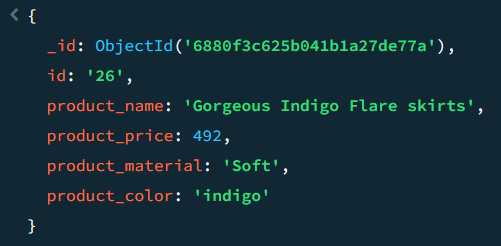 {
_id: ObjectId('6880f3c625b041b1a27de77a'),
id: '26',
product_name: 'Gorgeous Indigo Flare skirts',
product_price: 492,
product_material: 'Soft',
product_color: 'indigo'
}